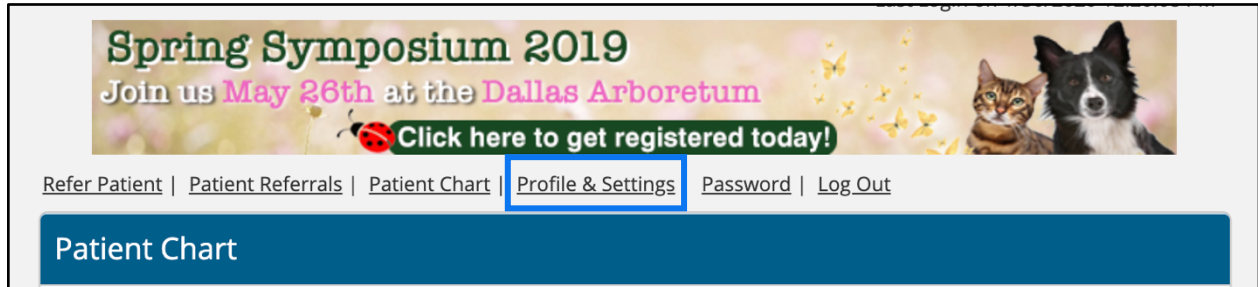 Spring Symposium 2019
Join us May 26th at the Dallas Arboretum
Click here to get registered today!
Refer Patient | Patient Referrals | Patient Chart | Profile & Settings Password | Log Out
Patient Chart